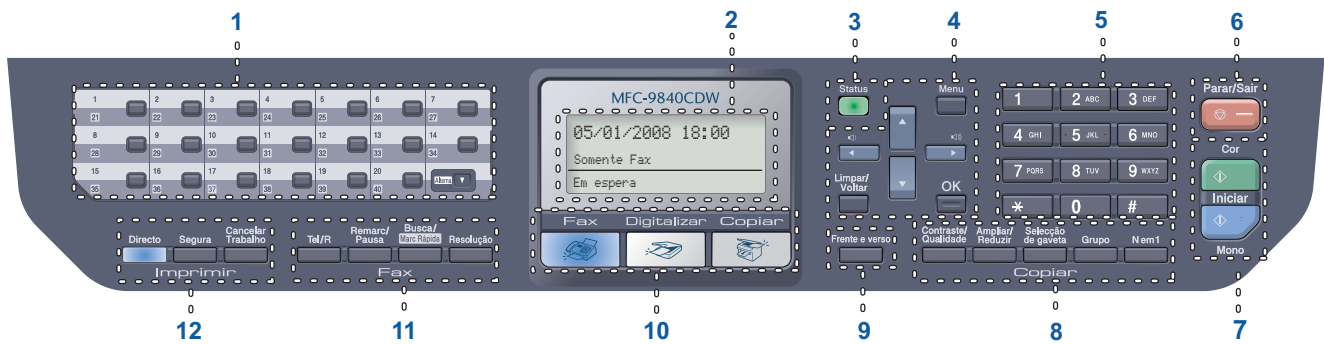 1 2 3 4 5 6
MFC-9840CDW
05/01/2008 18:00
Somente Fax
Em espera
Fax Digitalizar Copiar
1 2 3 4 5 6 7
21 22 23 24 25 26 27
8 9 10 11 12 13 14
28 29 30 31 32 33 34
15 16 17 18 19 20
35 36 37 38 39 40 Alterna
Directo Segura Cancelar Trabalho
Imprimir
Tel/R Remarc/ Pausa Busca/ Marc Rápida Resolução
Fax
Status
Menu
Limpar/
Voltar
OK
1 2 ABC 3 DEF
4 GHI 5 JKL 6 MNO
7 PQRS 8 TUV 9 WXYZ
* 0 #
Parar/Sair
Cor
Iniciar
Mono
Frente e verso
Contraste/ Qualidade Ampliar/ Reduzir Selecção de gaveta Grupo N em 1
Copiar
12 11 10 9 8 7